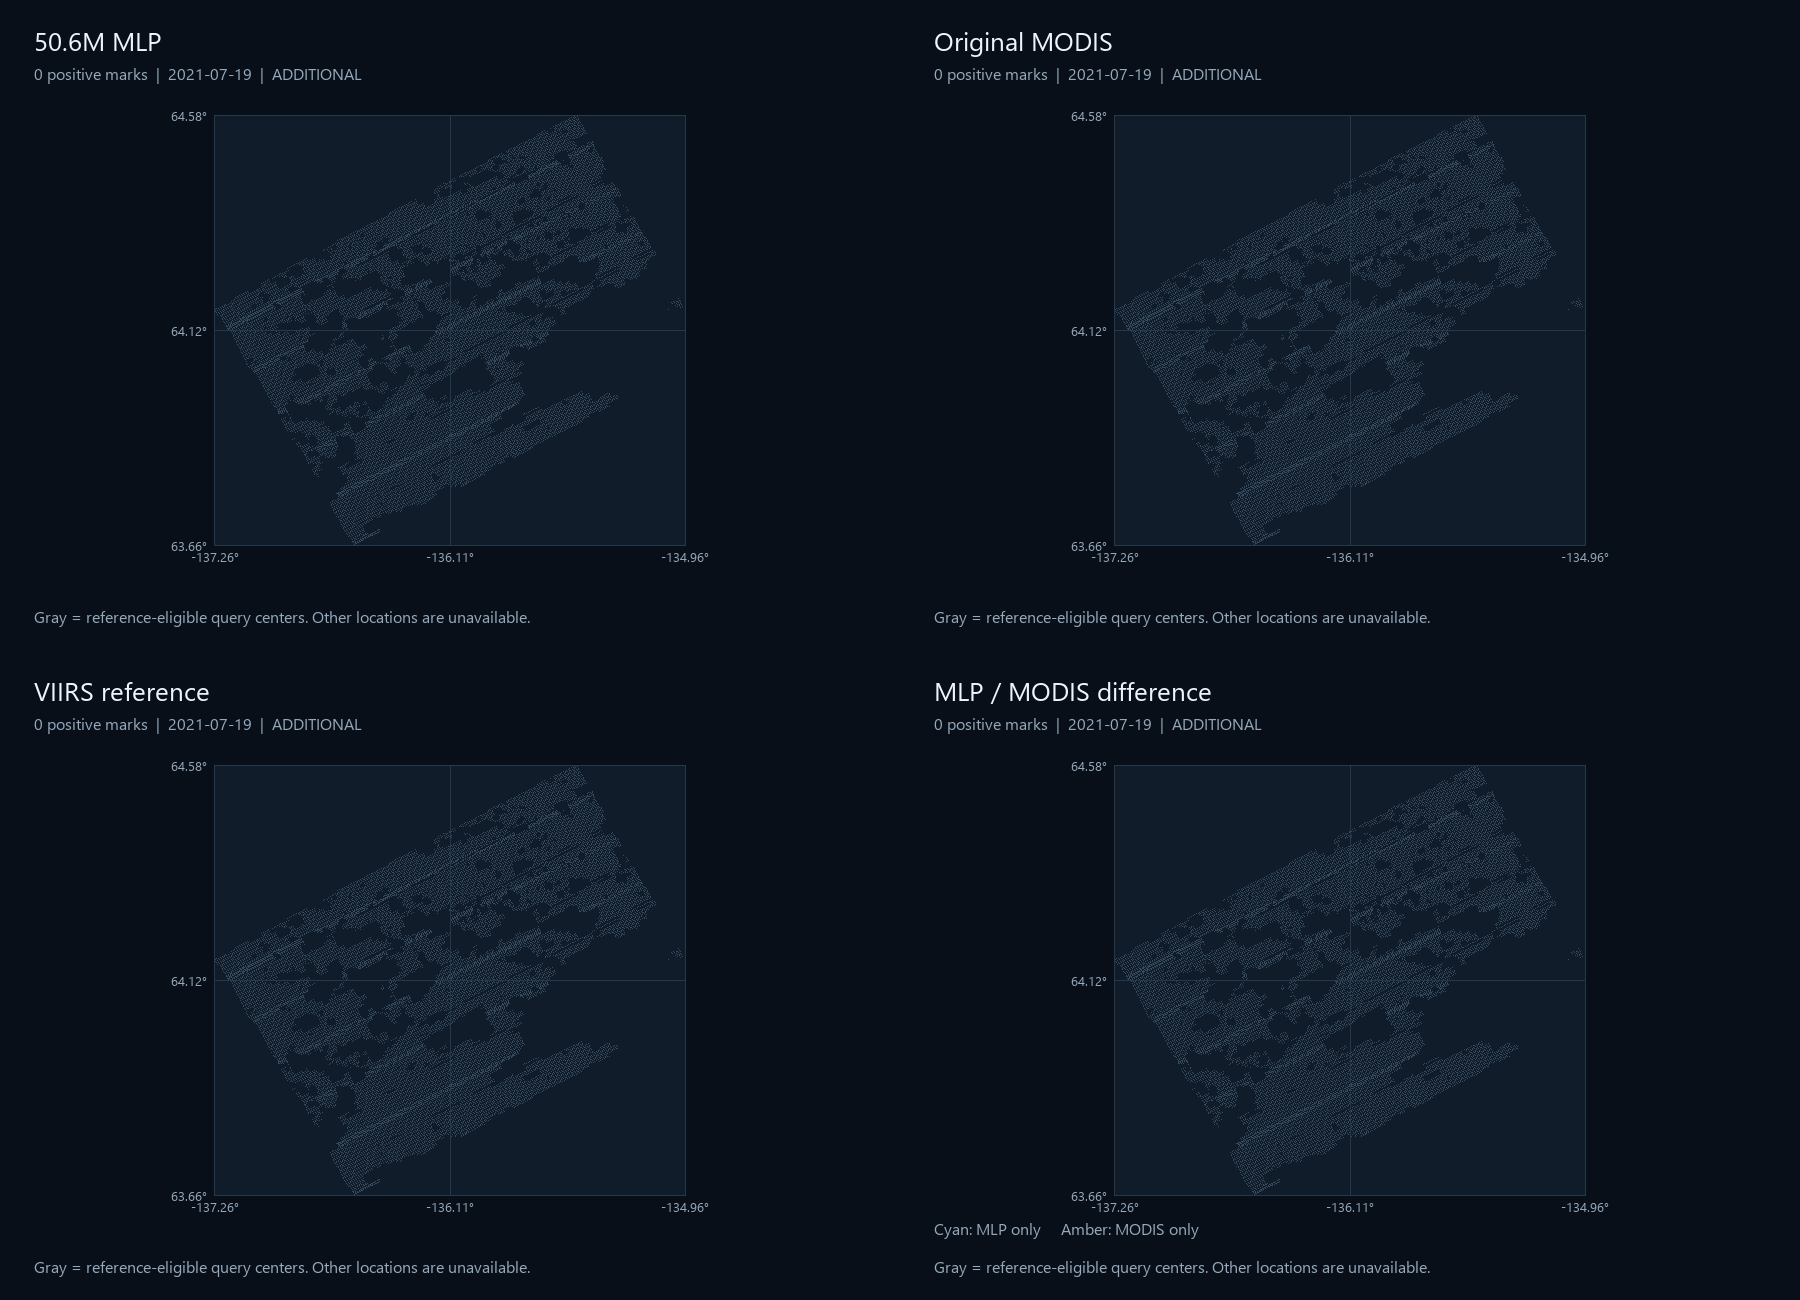 50.6M MLP
0 positive marks | 2021-07-19 | ADDITIONAL
64.58°
64.12°
63.66°
-137.26° -136.11° -134.96°
Gray = reference-eligible query centers. Other locations are unavailable.
Original MODIS
0 positive marks | 2021-07-19 | ADDITIONAL
64.58°
64.12°
63.66°
-137.26° -136.11° -134.96°
Gray = reference-eligible query centers. Other locations are unavailable.
VIIRS reference
0 positive marks | 2021-07-19 | ADDITIONAL
64.58°
64.12°
63.66°
-137.26° -136.11° -134.96°
Gray = reference-eligible query centers. Other locations are unavailable.
MLP / MODIS difference
0 positive marks | 2021-07-19 | ADDITIONAL
64.58°
64.12°
63.66°
-137.26° -136.11° -134.96°
Cyan: MLP only Amber: MODIS only
Gray = reference-eligible query centers. Other locations are unavailable.